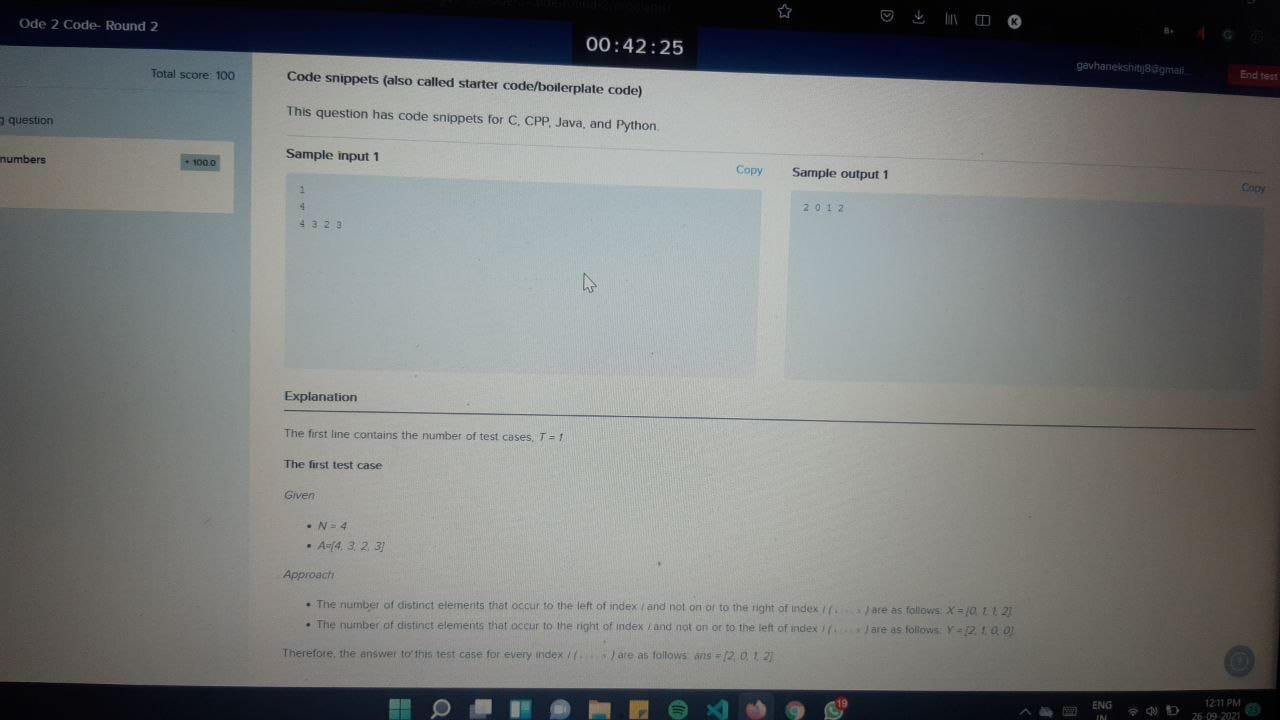 Ode 2 Code- Round 2
00:42:25
gavhanekshitij8@gmail...
End test
Total score: 100
g question
numbers
+ 100.0
Code snippets (also called starter code/boilerplate code)
This question has code snippets for C, CPP, Java, and Python.
Sample input 1
Copy
1
4
4 3 2 3
Sample output 1
Copy
2 0 1 2
Explanation
The first line contains the number of test cases, T = 1
The first test case
Given
• N = 4
• A=[4, 3, 2, 3]
Approach
• The number of distinct elements that occur to the left of index i and not on or to the right of index i ( ) are as follows: X = [0, 1, 1, 2]
• The number of distinct elements that occur to the right of index i and not on or to the left of index i ( ) are as follows: Y = [2, 1, 0, 0]
Therefore, the answer to this test case for every index i ( ) are as follows: ans = [2, 0, 1, 2]
19
ENG
IN
12:11 PM
26-09-2021